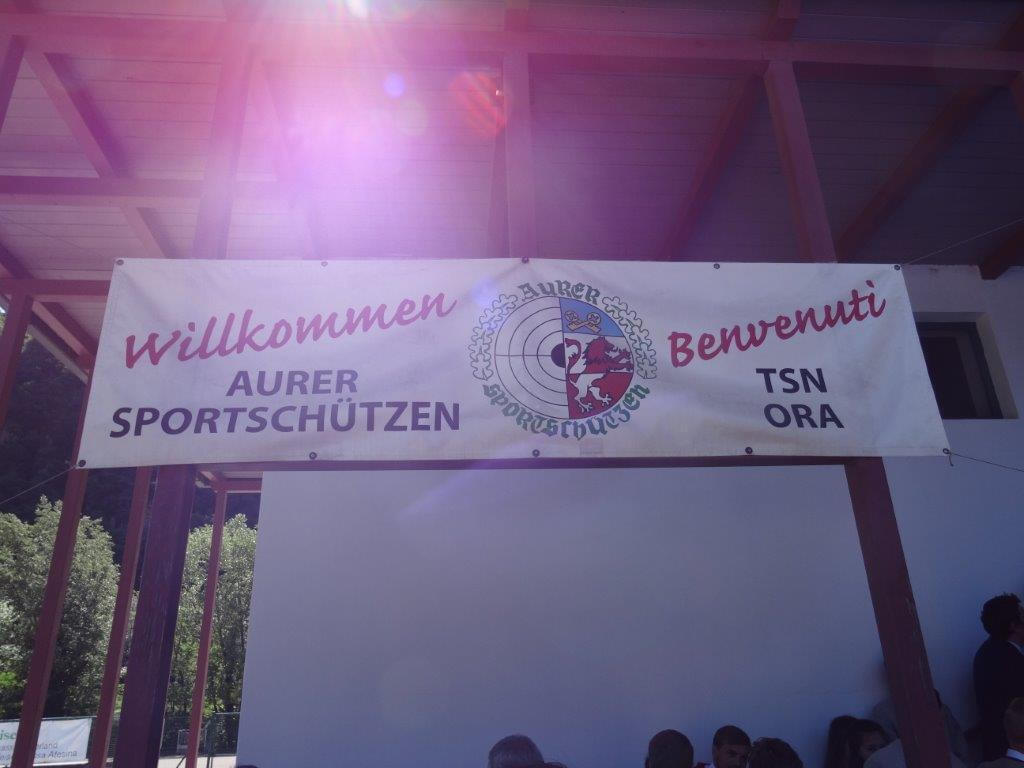 Willkommen
AURER
SPORTSCHÜTZEN
AURER
SPORTSCHÜTZEN
Benvenuti
TSN
ORA